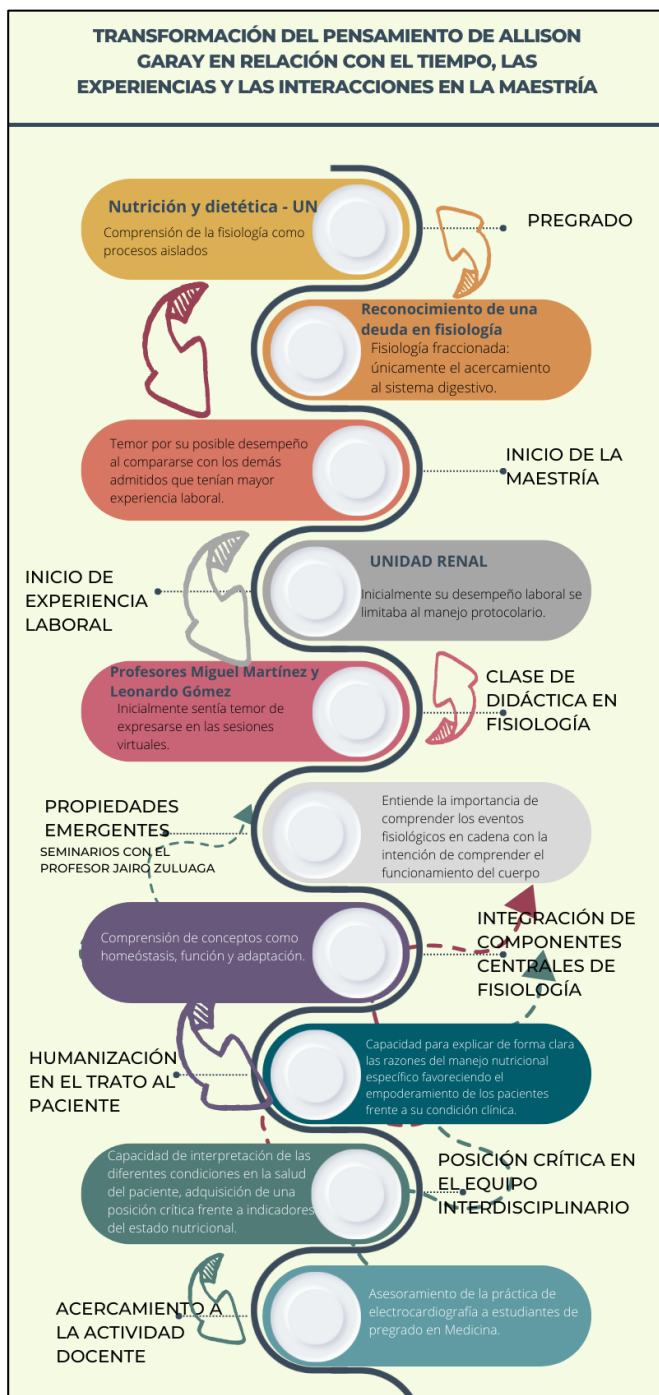 TRANSFORMACIÓN DEL PENSAMIENTO DE ALLISON
GARAY EN RELACIÓN CON EL TIEMPO, LAS
EXPERIENCIAS Y LAS INTERACCIONES EN LA MAESTRÍA
Nutrición y dietética - UN
Comprensión de la fisiología como
procesos aislados
PREGRADO
Reconocimiento de una
deuda en fisiología
Fisiología fraccionada:
únicamente el acercamiento
al sistema digestivo.
Temor por su posible desempeño
al compararse con los demás
admitidos que tenían mayor
experiencia laboral.
INICIO DE LA
MAESTRÍA
INICIO DE
EXPERIENCIA
LABORAL
UNIDAD RENAL
Inicialmente su desempeño laboral se
limitaba al manejo protocolario.
Profesores Miguel Martínez y
Leonardo Gómez
Inicialmente sentía temor de
expresarse en las sesiones
virtuales.
CLASE DE
DIDÁCTICA EN
FISIOLOGÍA
PROPIEDADES
EMERGENTES
SEMINARIOS CON EL
PROFESOR JAIRO ZULUAGA
Entiende la importancia de
comprender los eventos
fisiológicos en cadena con la
intención de comprender el
funcionamiento del cuerpo
Comprensión de conceptos como
homeóstasis, función y adaptación.
INTEGRACIÓN DE
COMPONENTES
CENTRALES DE
FISIOLOGÍA
HUMANIZACIÓN
EN EL TRATO AL
PACIENTE
Capacidad para explicar de forma clara
las razones del manejo nutricional
específico favoreciendo el
empoderamiento de los pacientes
frente a su condición clínica.
Capacidad de interpretación de las
diferentes condiciones en la salud
del paciente, adquisición de una
posición crítica frente a indicadores
del estado nutricional.
POSICIÓN CRÍTICA EN
EL EQUIPO
INTERDISCIPLINARIO
ACERCAMIENTO A
LA ACTIVIDAD
DOCENTE
Asesoramiento de la práctica de
electrocardiografía a estudiantes de
pregrado en Medicina.